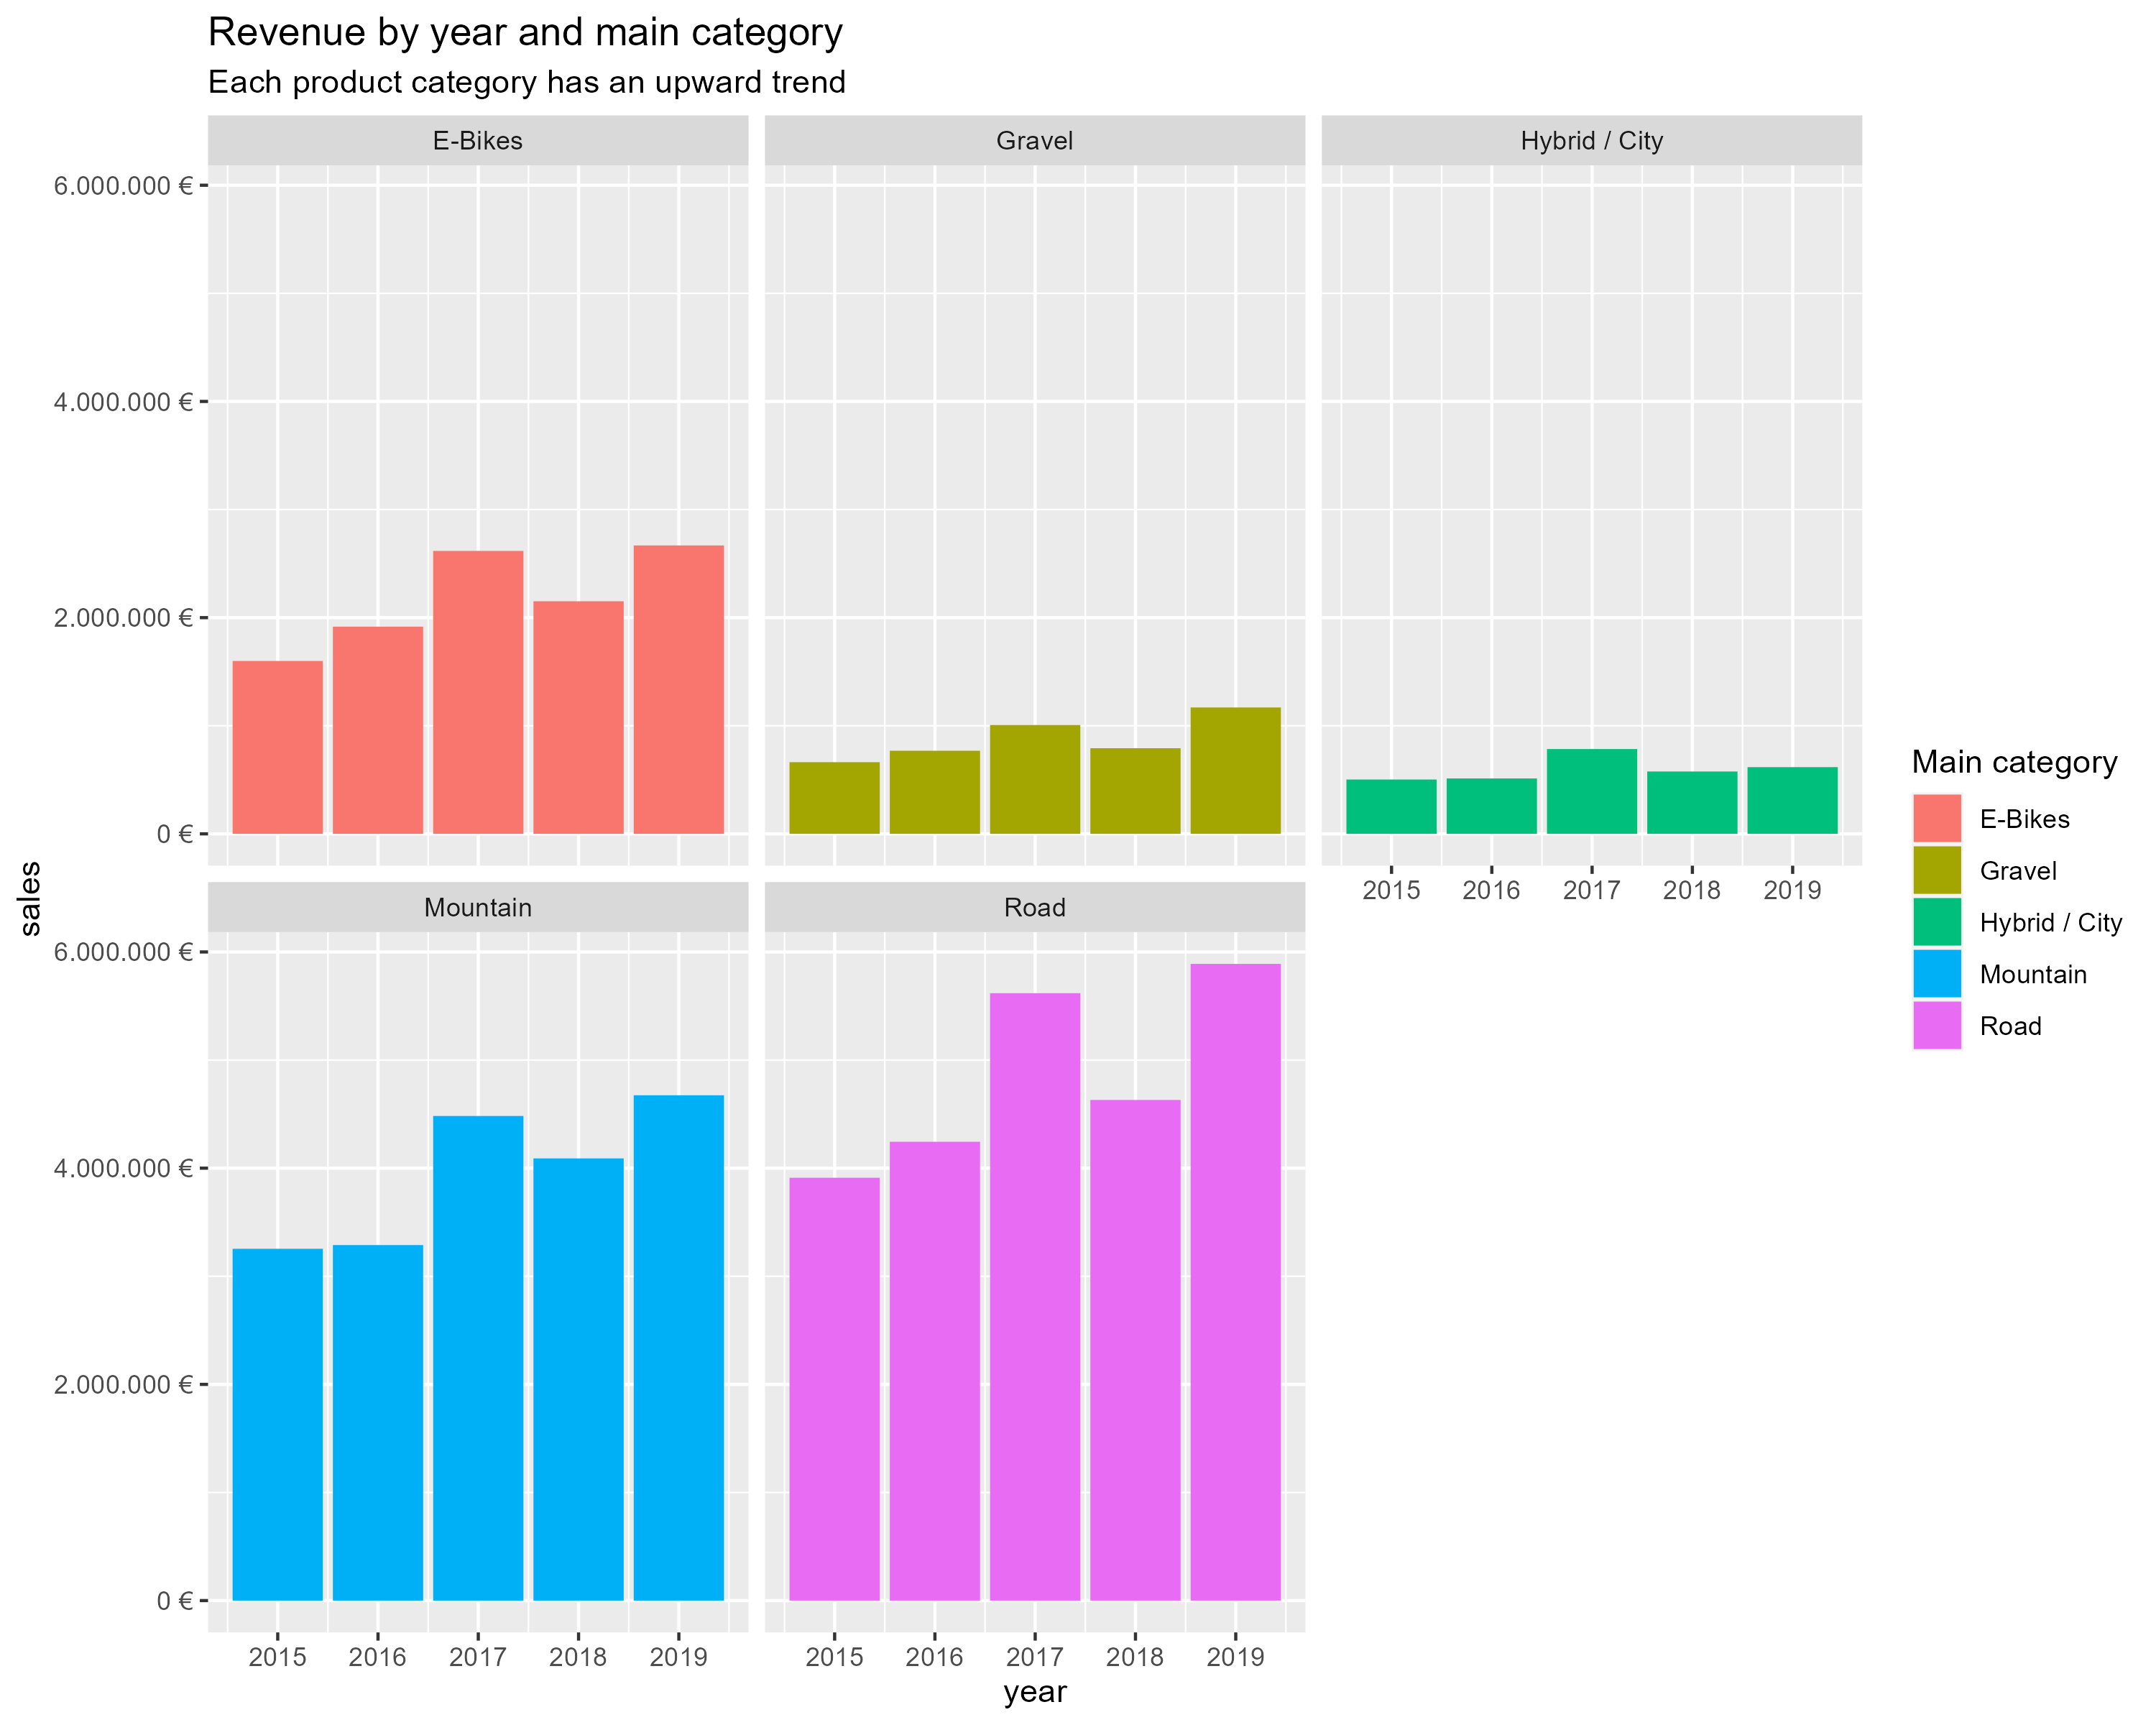 Revenue by year and main category
Each product category has an upward trend
E-Bikes
Gravel
Hybrid / City
6.000.000 €
4.000.000 €
2.000.000 €
0 €
2015 2016 2017 2018 2019
Mountain
Road
6.000.000 €
4.000.000 €
2.000.000 €
0 €
2015 2016 2017 2018 2019
2015 2016 2017 2018 2019
year
sales
Main category
E-Bikes
Gravel
Hybrid / City
Mountain
Road